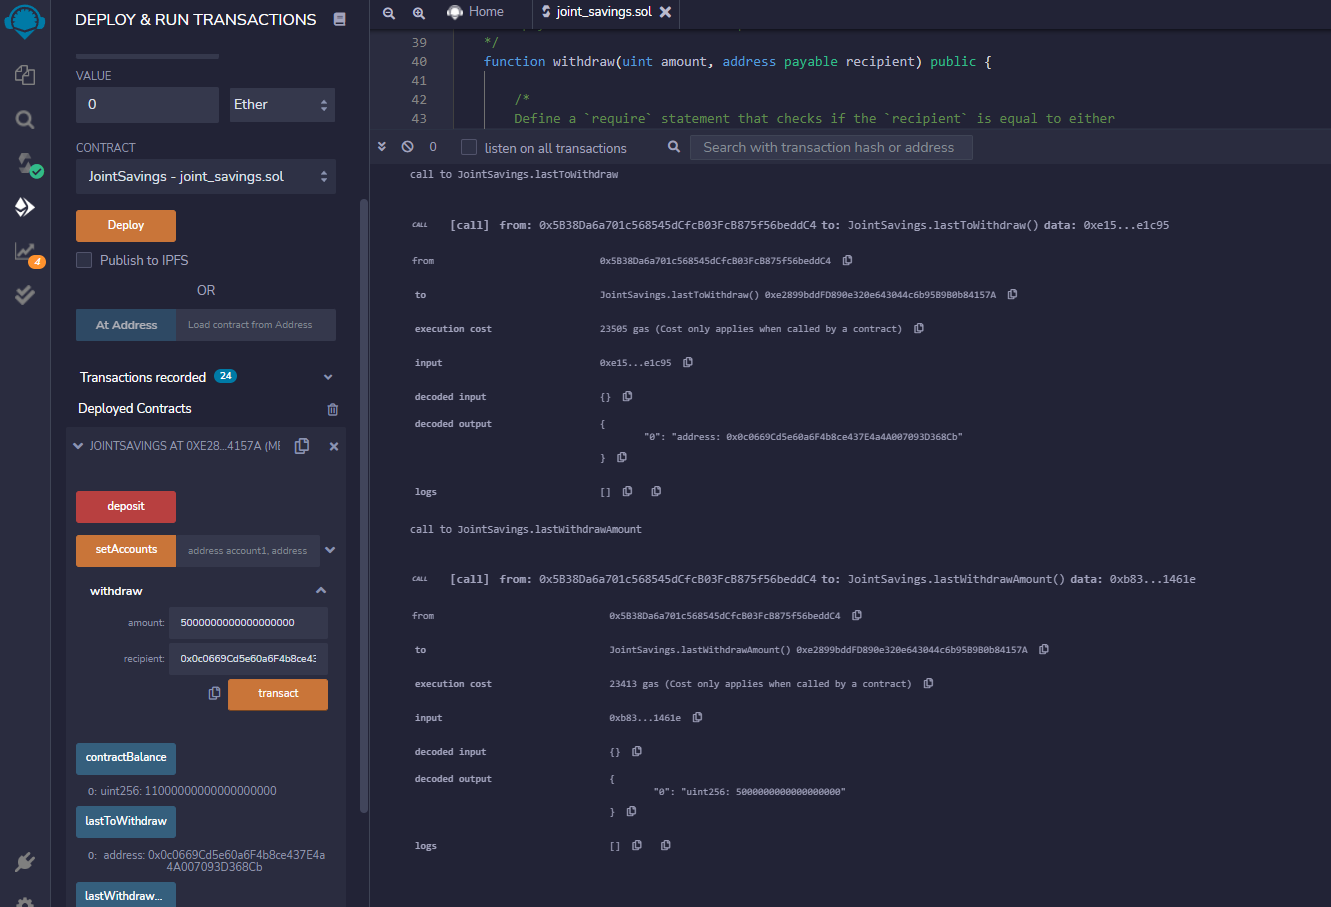 DEPLOY & RUN TRANSACTIONS
VALUE
0
Ether
CONTRACT
JointSavings - joint_savings.sol
Deploy
Publish to IPFS
OR
At Address
Load contract from Address
Transactions recorded 24
Deployed Contracts
JOINTSAVINGS AT 0XE28...4157A (ME
deposit
setAccounts
address account1, address
withdraw
amount:
5000000000000000000
recipient:
0x0c0669Cd5e60a6F4b8ce43
transact
contractBalance
0: uint256: 11000000000000000000
lastToWithdraw
0: address: 0x0c0669Cd5e60a6F4b8ce437E4a
4A007093D368Cb
lastWithdraw...
4
Home
joint_savings.sol
39 */
40 function withdraw(uint amount, address payable recipient) public {
41
42 /*
43 Define a `require` statement that checks if the `recipient` is equal to either
0
listen on all transactions
Search with transaction hash or address
call to JointSavings.lastToWithdraw
CALL [call] from: 0x5B38Da6a701c568545dCfcB03FcB875f56beddC4 to: JointSavings.lastToWithdraw() data: 0xe15...e1c95
from 0x5B38Da6a701c568545dCfcB03FcB875f56beddC4
to JointSavings.lastToWithdraw() 0xe2899bddFD890e320e643044c6b95B9B0b84157A
execution cost 23505 gas (Cost only applies when called by a contract)
input 0xe15...e1c95
decoded input {}
decoded output {
"0": "address: 0x0c0669Cd5e60a6F4b8ce437E4a4A007093D368Cb"
}
logs []
call to JointSavings.lastWithdrawAmount
CALL [call] from: 0x5B38Da6a701c568545dCfcB03FcB875f56beddC4 to: JointSavings.lastWithdrawAmount() data: 0xb83...1461e
from 0x5B38Da6a701c568545dCfcB03FcB875f56beddC4
to JointSavings.lastWithdrawAmount() 0xe2899bddFD890e320e643044c6b95B9B0b84157A
execution cost 23413 gas (Cost only applies when called by a contract)
input 0xb83...1461e
decoded input {}
decoded output {
"0": "uint256: 5000000000000000000"
}
logs []